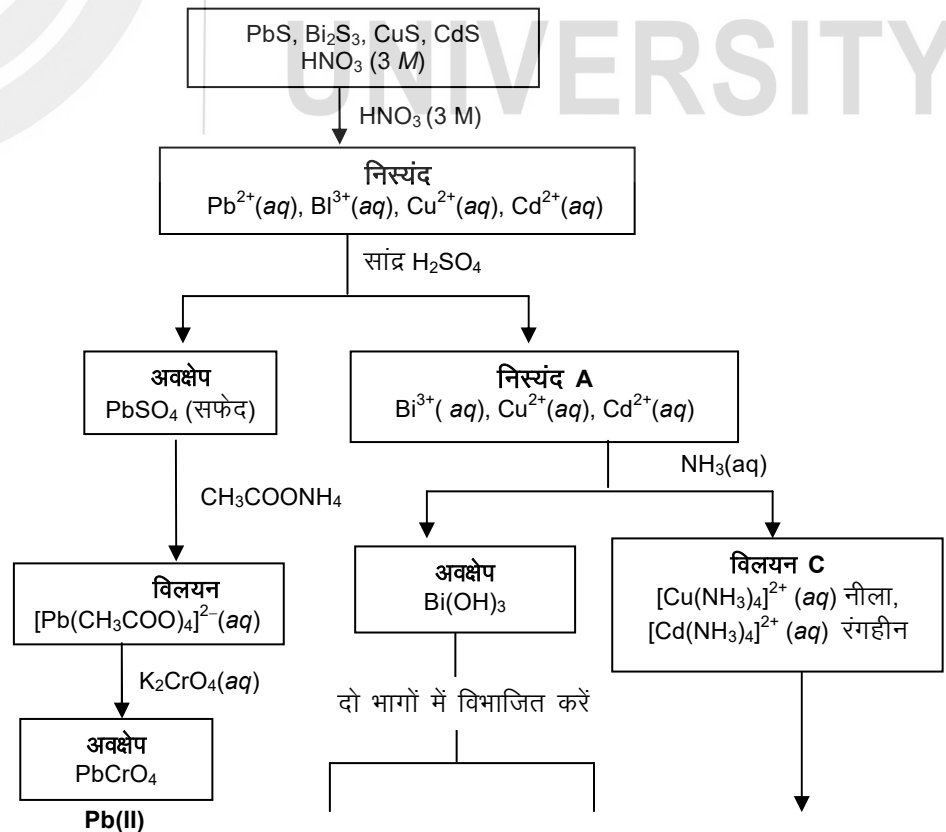 UNIVERSITY
PbS, Bi₂S₃, CuS, CdS
HNO₃ (3 M)
HNO₃ (3 M)
निस्यंद
Pb²⁺(aq), BI³⁺(aq), Cu²⁺(aq), Cd²⁺(aq)
सांद्र H₂SO₄
अवक्षेप
PbSO₄ (सफेद)
निस्यंद A
Bi³⁺( aq), Cu²⁺(aq), Cd²⁺(aq)
NH₃(aq)
CH₃COONH₄
अवक्षेप
Bi(OH)₃
विलयन C
[Cu(NH₃)₄]²⁺ (aq) नीला,
[Cd(NH₃)₄]²⁺ (aq) रंगहीन
विलयन
[Pb(CH₃COO)₄]²⁻(aq)
K₂CrO₄(aq)
दो भागों में विभाजित करें
अवक्षेप
PbCrO₄
Pb(II)